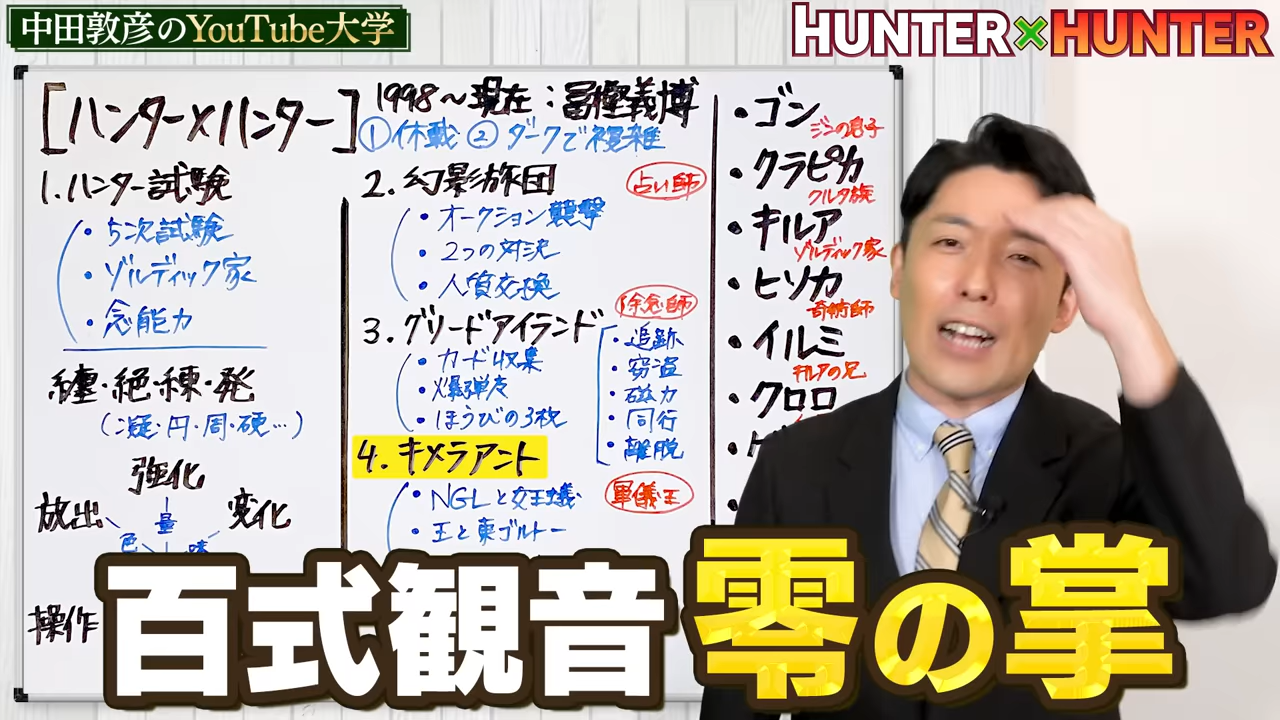 中田敦彦のYouTube大学
HUNTER×HUNTER
[ハンター×ハンター]
1998〜現在：冨樫義博
①休載 ②ダークで複雑
1.ハンター試験
・5次試験
・ゾルディック家
・念能力
纏・絶・練・発
(凝・円・周・硬…)
強化
放出
変化
量
色
操作
2.幻影旅団
占い師
・オークション襲撃
・2つの対決
・人質交換
除念師
3.グリードアイランド
・カード収集
・爆弾魔
・ほうびの3枚
・追跡
・窃盗
・磁力
・同行
・離脱
4.キメラアント
・NGLと女王蟻
・王と東ゴルトー
軍儀王
・ゴン
ジンの息子
・クラピカ
クルタ族
・キルア
ゾルディック家
・ヒソカ
奇術師
・イルミ
キルアの兄
・クロロ
百式観音 零の掌